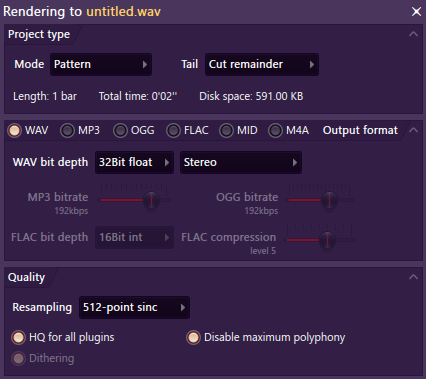 Rendering to untitled.wav
Project type
Mode Pattern Tail Cut remainder
Length: 1 bar Total time: 0'02'' Disk space: 591.00 KB
WAV MP3 OGG FLAC MID M4A Output format
WAV bit depth 32Bit float Stereo
MP3 bitrate OGG bitrate
192kbps 192kbps
FLAC bit depth 16Bit int FLAC compression
level 5
Quality
Resampling 512-point sinc
HQ for all plugins Disable maximum polyphony
Dithering